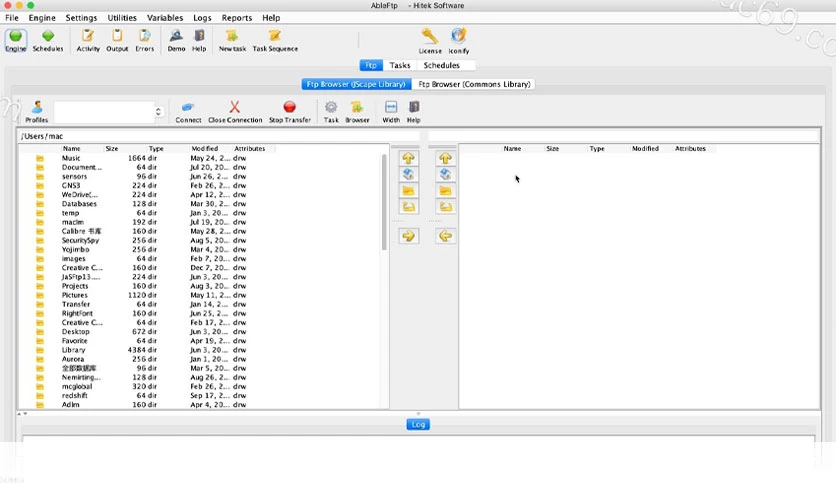 AbleFtp - Hitek Software
File Engine Settings Utilities Variables Logs Reports Help
Engine Schedules Activity Output Errors Demo Help New task Task Sequence License Iconify
Ftp Tasks Schedules
Ftp Browser (JScape Library) Ftp Browser (Commons Library)
Profiles Connect Close Connection Stop Transfer Task Browser Width Help
/Users/mac
Name Size Type Modified Attributes Name Size Type Modified Attributes
Music 1664 dir May 24, 2... drw
Document... 64 dir Jul 20, 20... drw
sensors 96 dir Jun 26, 2... drw
GNS3 224 dir Feb 26, 2... drw
WeDrive(... 224 dir Apr 12, 2... drw
Databases 128 dir Mar 30, 2... drw
temp 64 dir Jan 3, 20... drw
maclm 192 dir Jul 19, 20... drw
Calibre 书库 160 dir May 28, 2... drw
SecuritySpy 256 dir Aug 5, 20... drw
Yojimbo 256 dir Mar 4, 20... drw
images 64 dir Feb 7, 20... drw
Creative C... 160 dir Dec 7, 20... drw
JaSFtp13.... 224 dir Jun 3, 20... drw
Projects 160 dir Aug 3, 20... drw
Pictures 1120 dir May 11, 2... drw
Transfer 64 dir Jan 14, 2... drw
RightFont 160 dir Jun 25, 2... drw
Creative C... 160 dir Feb 17, 2... drw
Desktop 672 dir Jun 3, 20... drw
Favorite 64 dir Apr 19, 2... drw
Library 4384 dir Jun 3, 20... drw
Aurora 256 dir Jan 1, 20... drw
全部数据库 96 dir Mar 5, 20... drw
Nemirting... 128 dir Aug 26, 2... drw
mcglobal 320 dir Feb 26, 2... drw
redshift 64 dir Sep 17, 2... drw
Adlm 160 dir Apr 4, 20... drw
Log